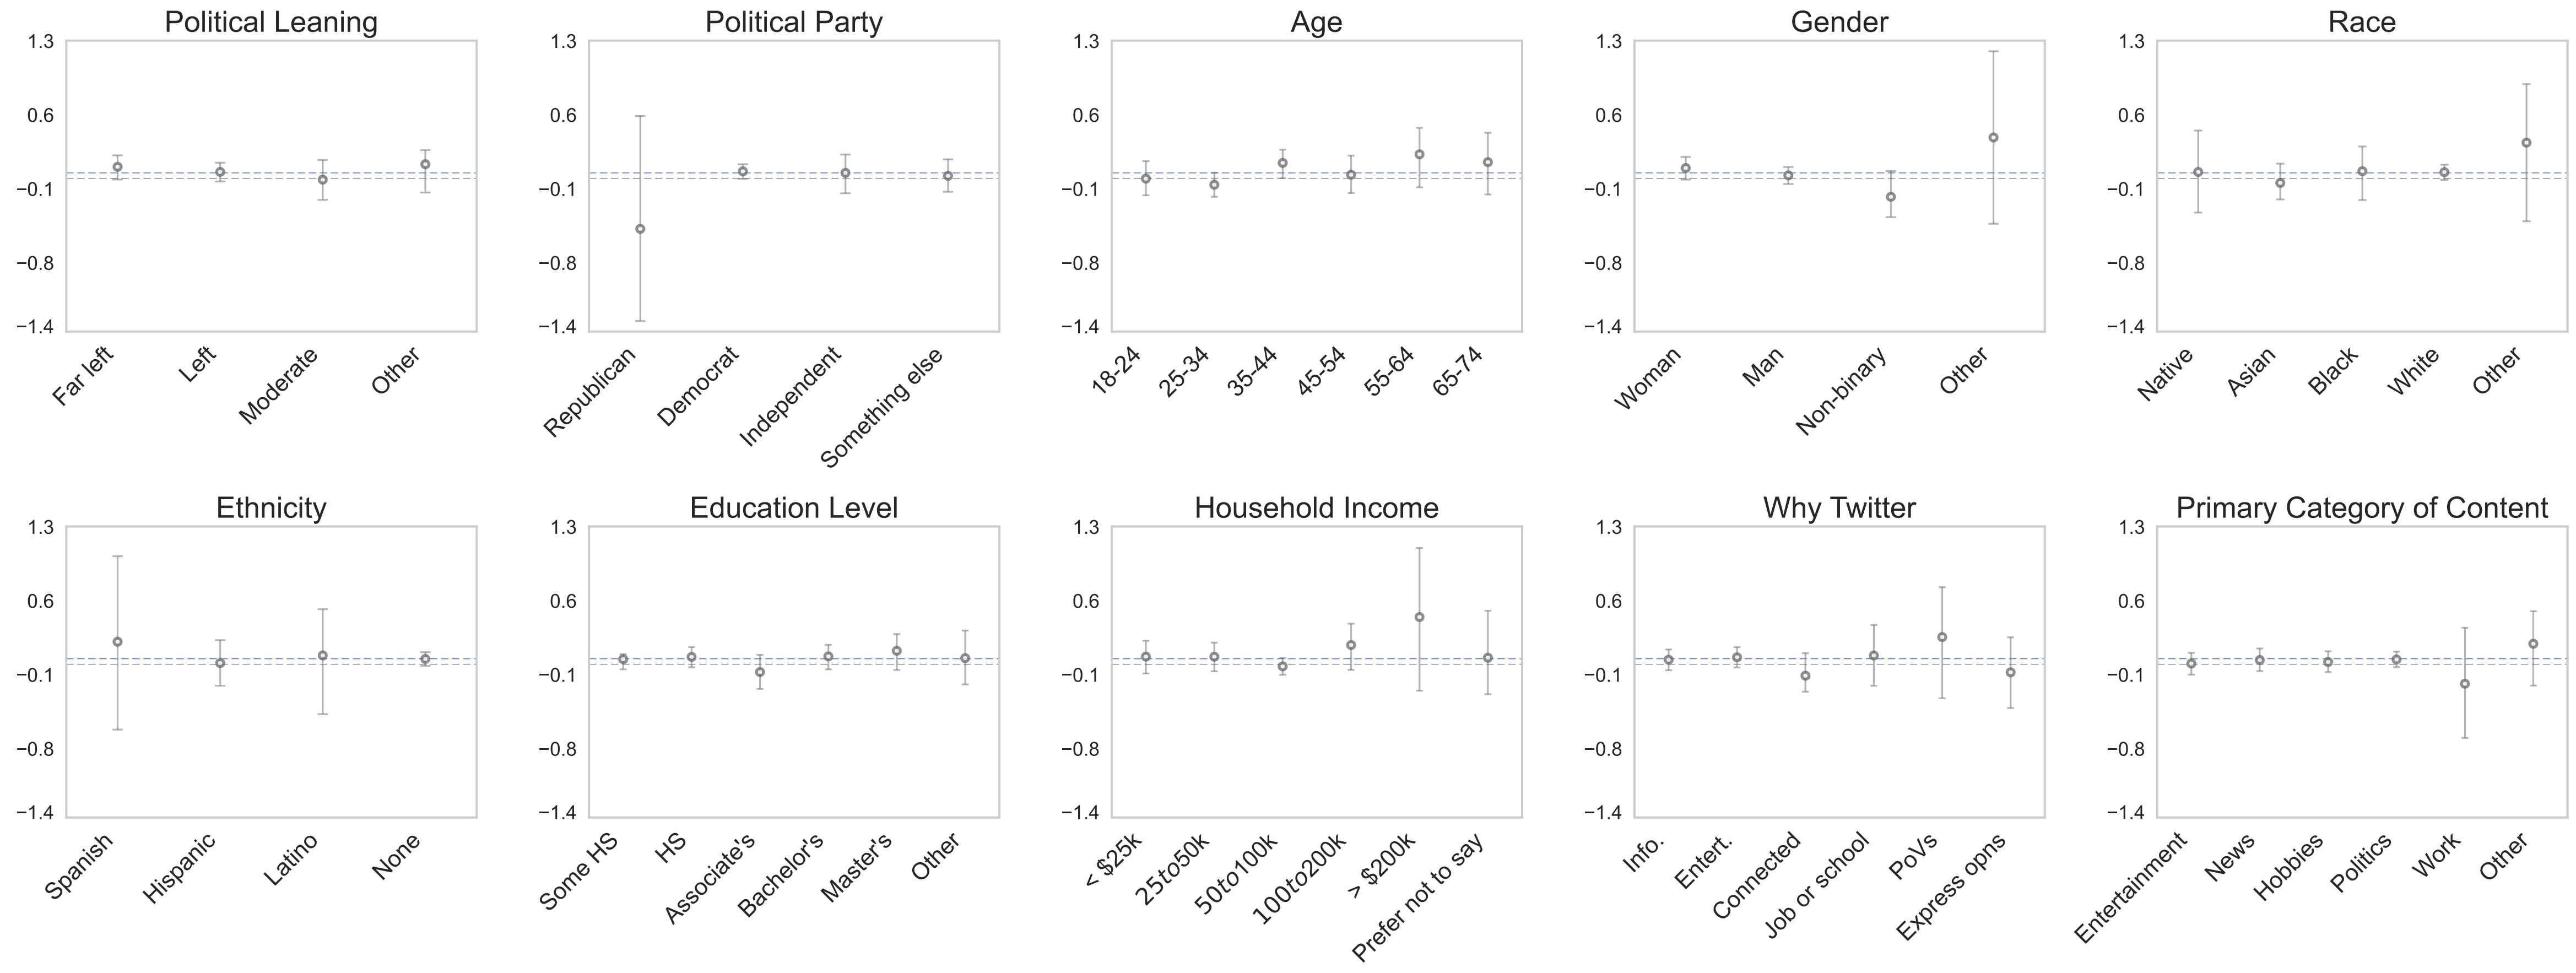 Political Leaning
1.3
0.6
−0.1
−0.8
−1.4
Far left
Left
Moderate
Other
Political Party
1.3
0.6
−0.1
−0.8
−1.4
Republican
Democrat
Independent
Something else
Age
1.3
0.6
−0.1
−0.8
−1.4
18-24
25-34
35-44
45-54
55-64
65-74
Gender
1.3
0.6
−0.1
−0.8
−1.4
Woman
Man
Non-binary
Other
Race
1.3
0.6
−0.1
−0.8
−1.4
Native
Asian
Black
White
Other
Ethnicity
1.3
0.6
−0.1
−0.8
−1.4
Spanish
Hispanic
Latino
None
Education Level
1.3
0.6
−0.1
−0.8
−1.4
Some HS
HS
Associate's
Bachelor's
Master's
Other
Household Income
1.3
0.6
−0.1
−0.8
−1.4
< $25k
25to50k
50to100k
100to200k
> $200k
Prefer not to say
Why Twitter
1.3
0.6
−0.1
−0.8
−1.4
Info.
Entert.
Connected
Job or school
PoVs
Express opns
Primary Category of Content
1.3
0.6
−0.1
−0.8
−1.4
Entertainment
News
Hobbies
Politics
Work
Other